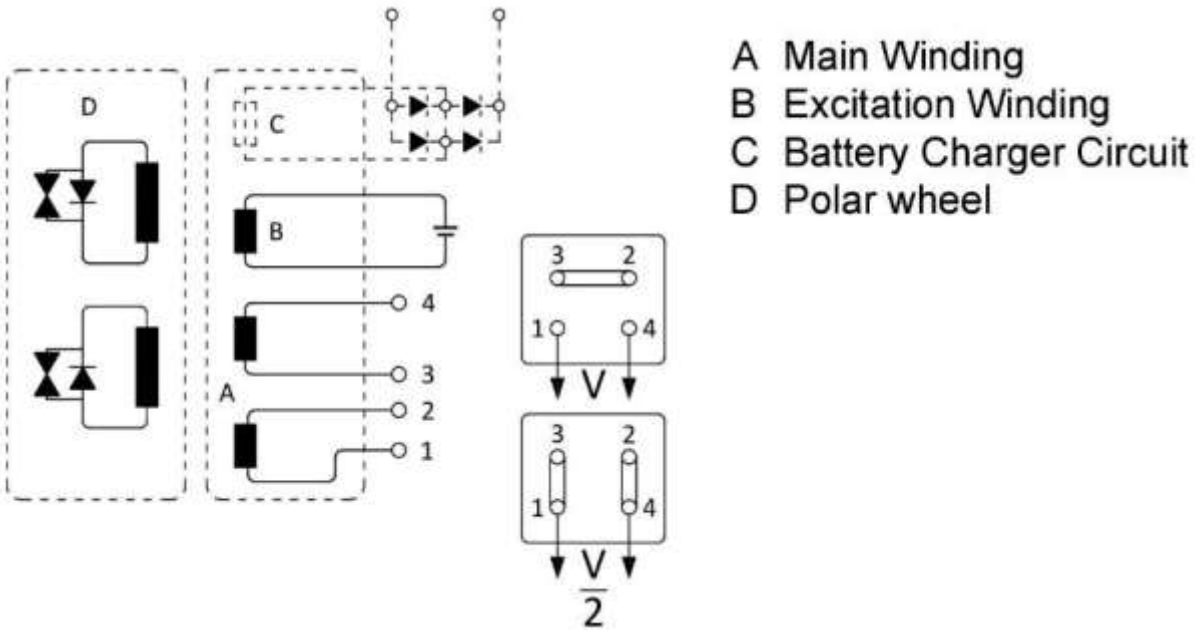 A Main Winding
B Excitation Winding
C Battery Charger Circuit
D Polar wheel
D
C
B
A
4
3
2
1
3 2
1 4
V
3 2
1 4
V
2